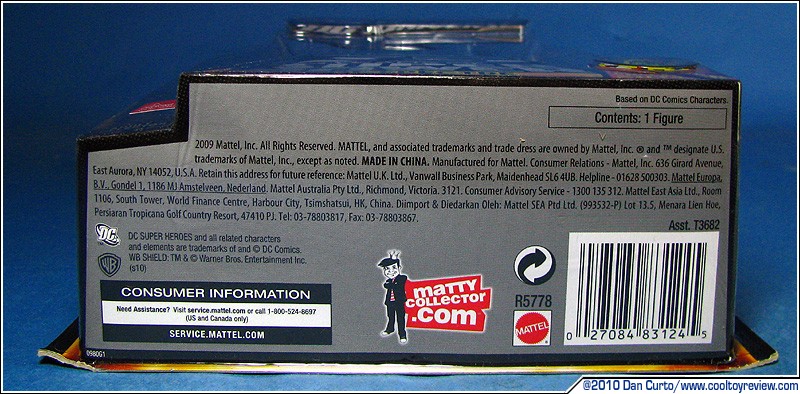 Based on DC Comics Characters.
Contents: 1 Figure
2009 Mattel, Inc. All Rights Reserved. MATTEL, and associated trademarks and trade dress are owned by Mattel, Inc. ® and ™ designate U.S.
trademarks of Mattel, Inc., except as noted. MADE IN CHINA. Manufactured for Mattel. Consumer Relations - Mattel, Inc. 636 Girard Avenue,
East Aurora, NY 14052, U.S.A. Retain this address for future reference: Mattel U.K. Ltd., Vanwall Business Park, Maidenhead SL6 4UB. Helpline - 01628 500303. Mattel Europa,
B.V., Gondel 1, 1186 MJ Amstelveen, Nederland. Mattel Australia Pty Ltd., Richmond, Victoria. 3121. Consumer Advisory Service - 1300 135 312. Mattel East Asia Ltd., Room
1106, South Tower, World Finance Centre, Harbour City, Tsimshatsui, HK, China. Diimport & Diedarkan Oleh: Mattel SEA Ptd Ltd. (993532-P) Lot 13.5, Menara Lien Hoe,
Persiaran Tropicana Golf Country Resort, 47410 PJ. Tel: 03-78803817, Fax: 03-78803867.
Asst. T3682
DC
DC SUPER HEROES and all related characters
and elements are trademarks of and © DC Comics.
WB SHIELD: TM & © Warner Bros. Entertainment Inc.
(s10)
CONSUMER INFORMATION
Need Assistance? Visit service.mattel.com or call 1-800-524-8697
(US and Canada only)
SERVICE.MATTEL.COM
0980G1
matty
COLLECTOR
.com
R5778
MATTEL
0 27084 83124 5
©2010 Dan Curto/www.cooltoyreview.com